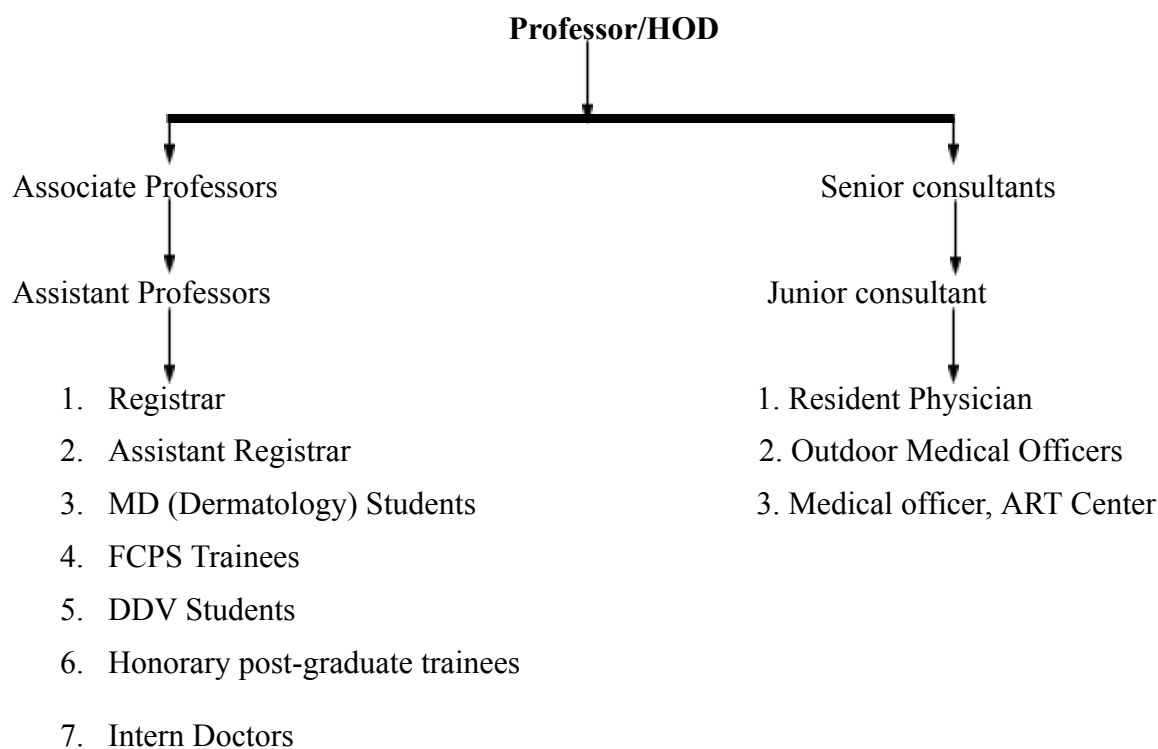 Professor/HOD
Associate Professors
Senior consultants
Assistant Professors
Junior consultant
1. Registrar
2. Assistant Registrar
3. MD (Dermatology) Students
4. FCPS Trainees
5. DDV Students
6. Honorary post-graduate trainees
7. Intern Doctors
1. Resident Physician
2. Outdoor Medical Officers
3. Medical officer, ART Center